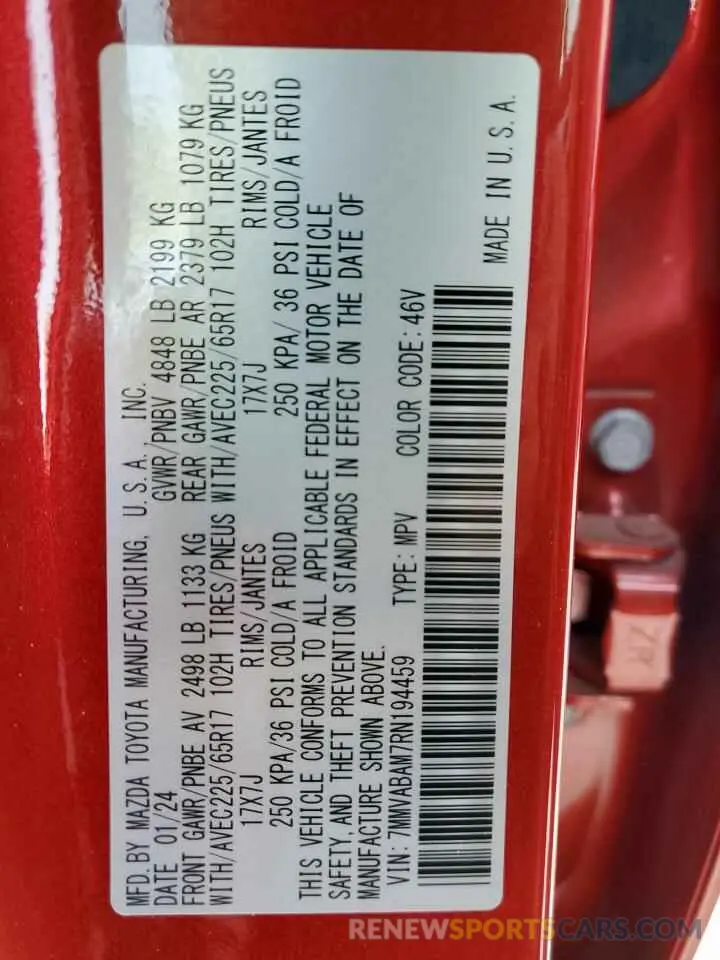 MFD. BY MAZDA TOYOTA MANUFACTURING, U.S.A. INC.
DATE 01/24 GVWR/PNBV 4848 LB 2199 KG
FRONT GAWR/PNBE AV 2498 LB 1133 KG REAR GAWR/PNBE AR 2379 LB 1079 KG
WITH/AVEC225/65R17 102H TIRES/PNEUS WITH/AVEC225/65R17 102H TIRES/PNEUS
17X7J RIMS/JANTES 17X7J RIMS/JANTES
250 KPA/36 PSI COLD/A FROID 250 KPA/ 36 PSI COLD/A FROID
THIS VEHICLE CONFORMS TO ALL APPLICABLE FEDERAL MOTOR VEHICLE
SAFETY, AND THEFT PREVENTION STANDARDS IN EFFECT ON THE DATE OF
MANUFACTURE SHOWN ABOVE.
VIN: 7MMVABAM7RN194459 TYPE: MPV COLOR CODE: 46V
MADE IN U.S.A.
ZR
RENEWSPORTSCARS.COM